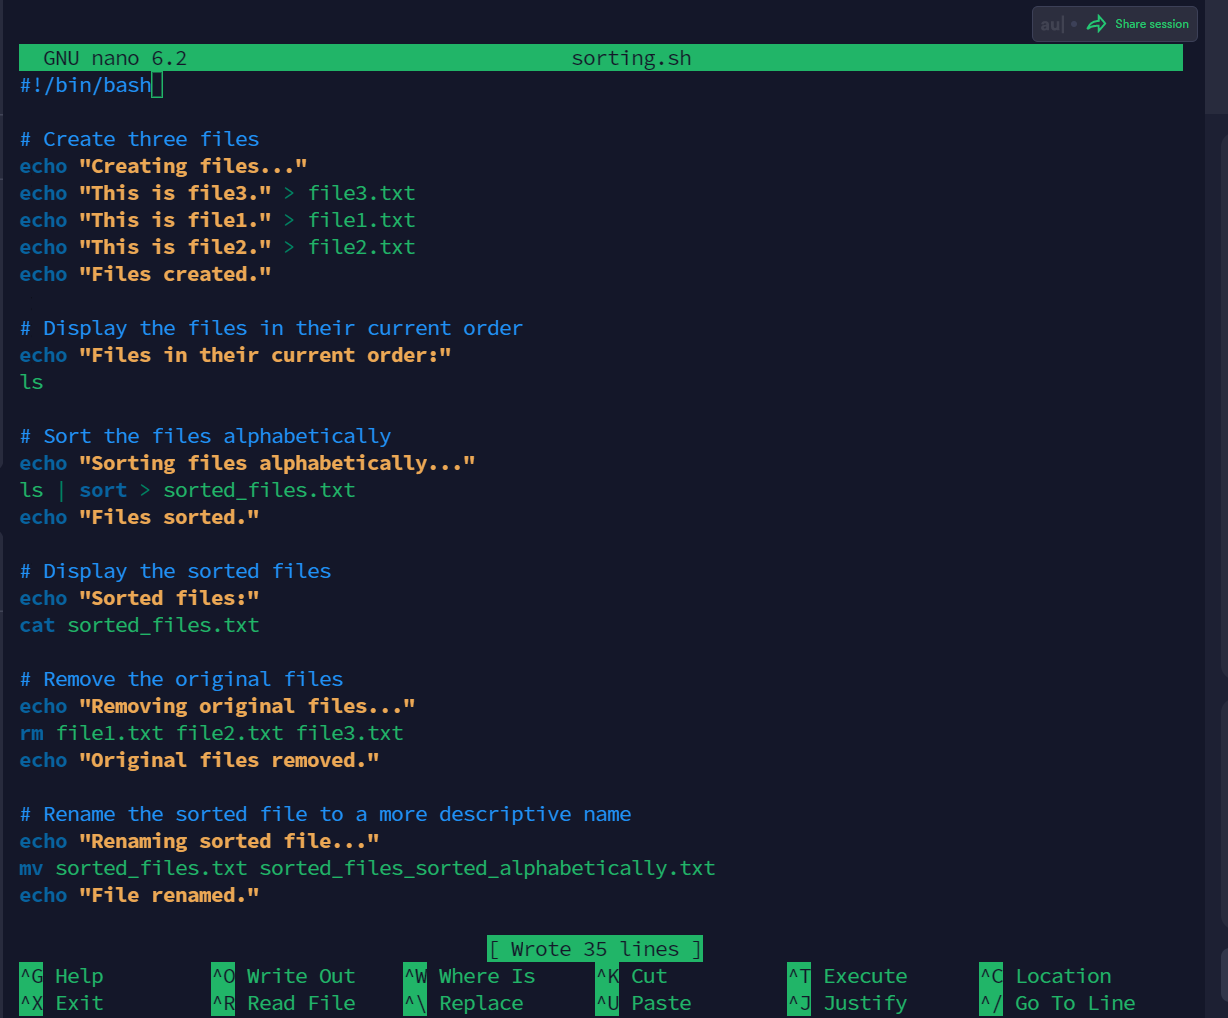 au| • Share session
GNU nano 6.2 sorting.sh
#!/bin/bash

# Create three files
echo "Creating files..."
echo "This is file3." > file3.txt
echo "This is file1." > file1.txt
echo "This is file2." > file2.txt
echo "Files created."

# Display the files in their current order
echo "Files in their current order:"
ls

# Sort the files alphabetically
echo "Sorting files alphabetically..."
ls | sort > sorted_files.txt
echo "Files sorted."

# Display the sorted files
echo "Sorted files:"
cat sorted_files.txt

# Remove the original files
echo "Removing original files..."
rm file1.txt file2.txt file3.txt
echo "Original files removed."

# Rename the sorted file to a more descriptive name
echo "Renaming sorted file..."
mv sorted_files.txt sorted_files_sorted_alphabetically.txt
echo "File renamed."

[ Wrote 35 lines ]
^G Help ^O Write Out ^W Where Is ^K Cut ^T Execute ^C Location
^X Exit ^R Read File ^\ Replace ^U Paste ^J Justify ^/ Go To Line